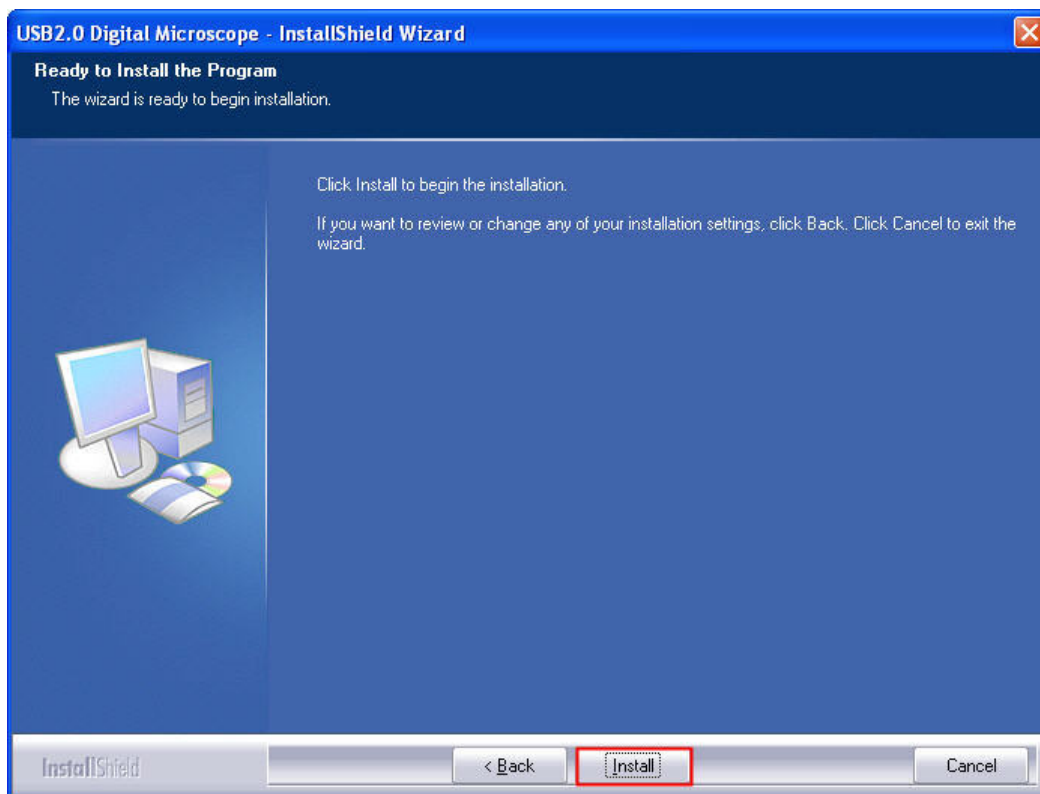 USB2.0 Digital Microscope - InstallShield Wizard
Ready to Install the Program
The wizard is ready to begin installation.
Click Install to begin the installation.
If you want to review or change any of your installation settings, click Back. Click Cancel to exit the
wizard.
InstallShield
< Back
Install
Cancel